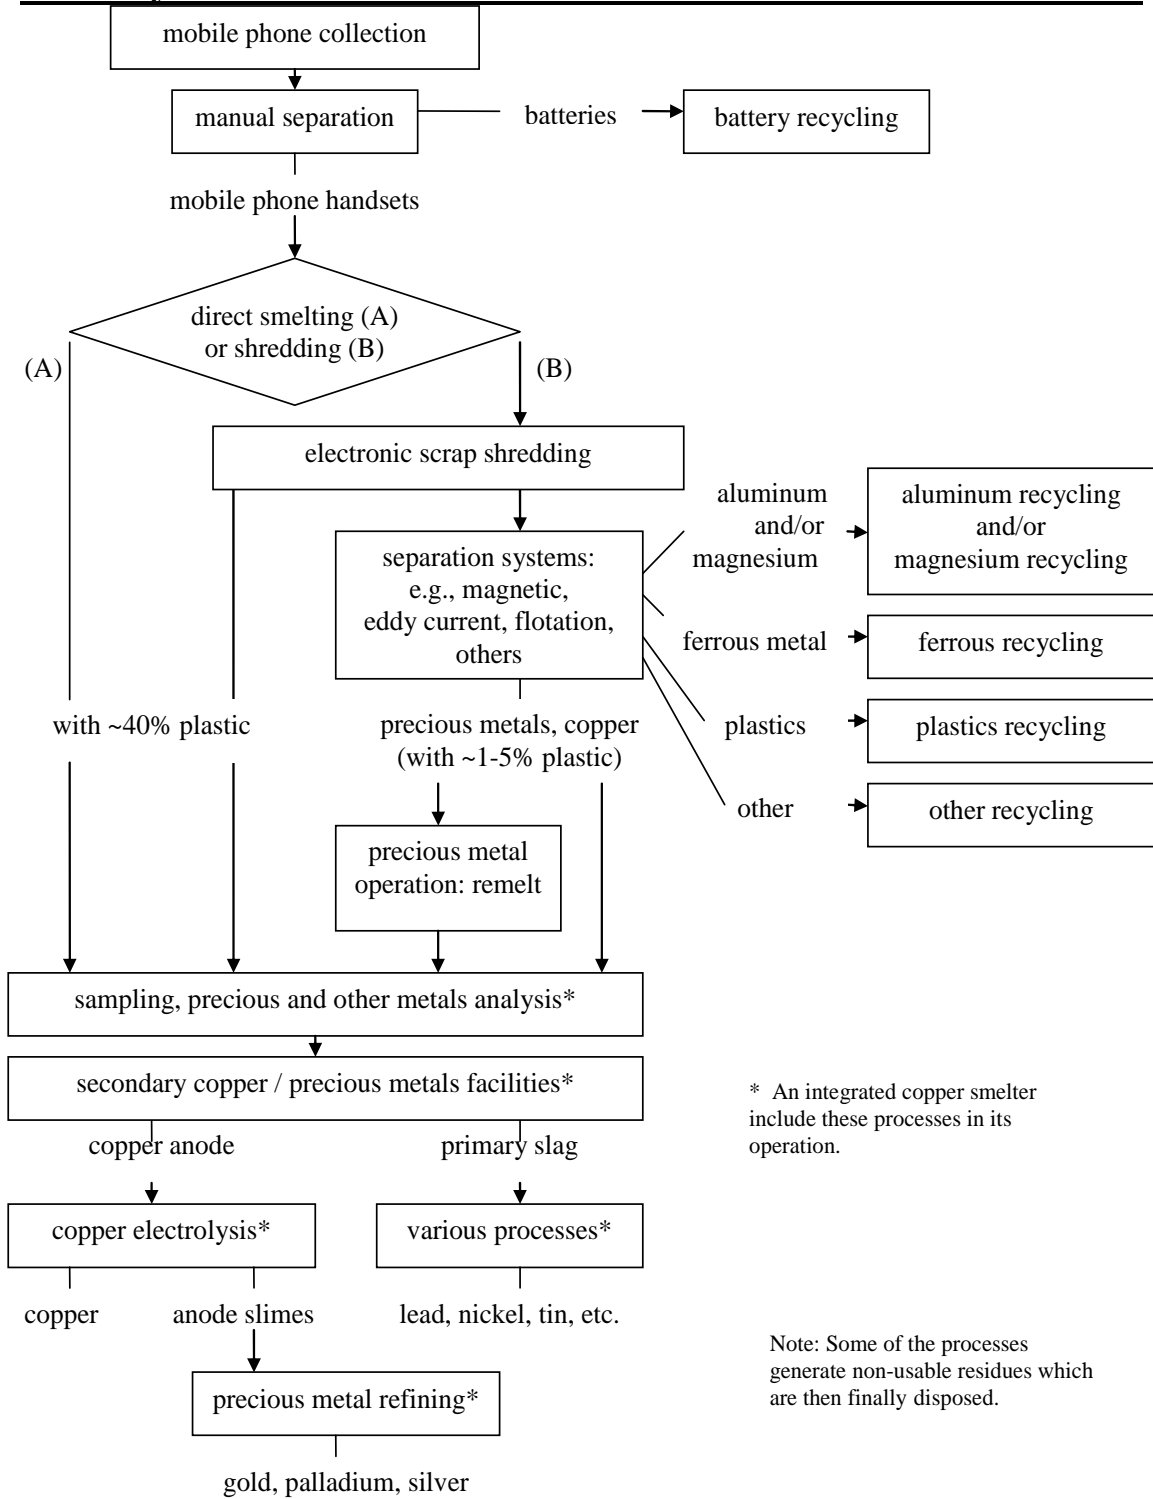 mobile phone collection
manual separation
batteries
battery recycling
mobile phone handsets
direct smelting (A)
or shredding (B)
(A)
(B)
electronic scrap shredding
aluminum
and/or
magnesium
aluminum recycling
and/or
magnesium recycling
separation systems:
e.g., magnetic,
eddy current, flotation,
others
ferrous metal
ferrous recycling
with ~40% plastic
precious metals, copper
(with ~1-5% plastic)
plastics
plastics recycling
other
other recycling
precious metal
operation: remelt
sampling, precious and other metals analysis*
secondary copper / precious metals facilities*
* An integrated copper smelter
include these processes in its
operation.
copper anode
primary slag
copper electrolysis*
various processes*
copper
anode slimes
lead, nickel, tin, etc.
Note: Some of the processes
generate non-usable residues which
are then finally disposed.
precious metal refining*
gold, palladium, silver